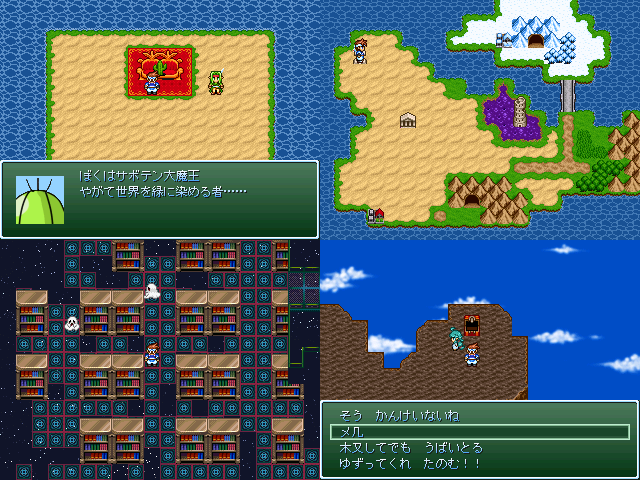 ぼくはサボテン大魔王
やがて世界を緑に染める者……
そう　かんけいないね
メ几
木又してでも　うばいとる
ゆずってくれ　たのむ！！